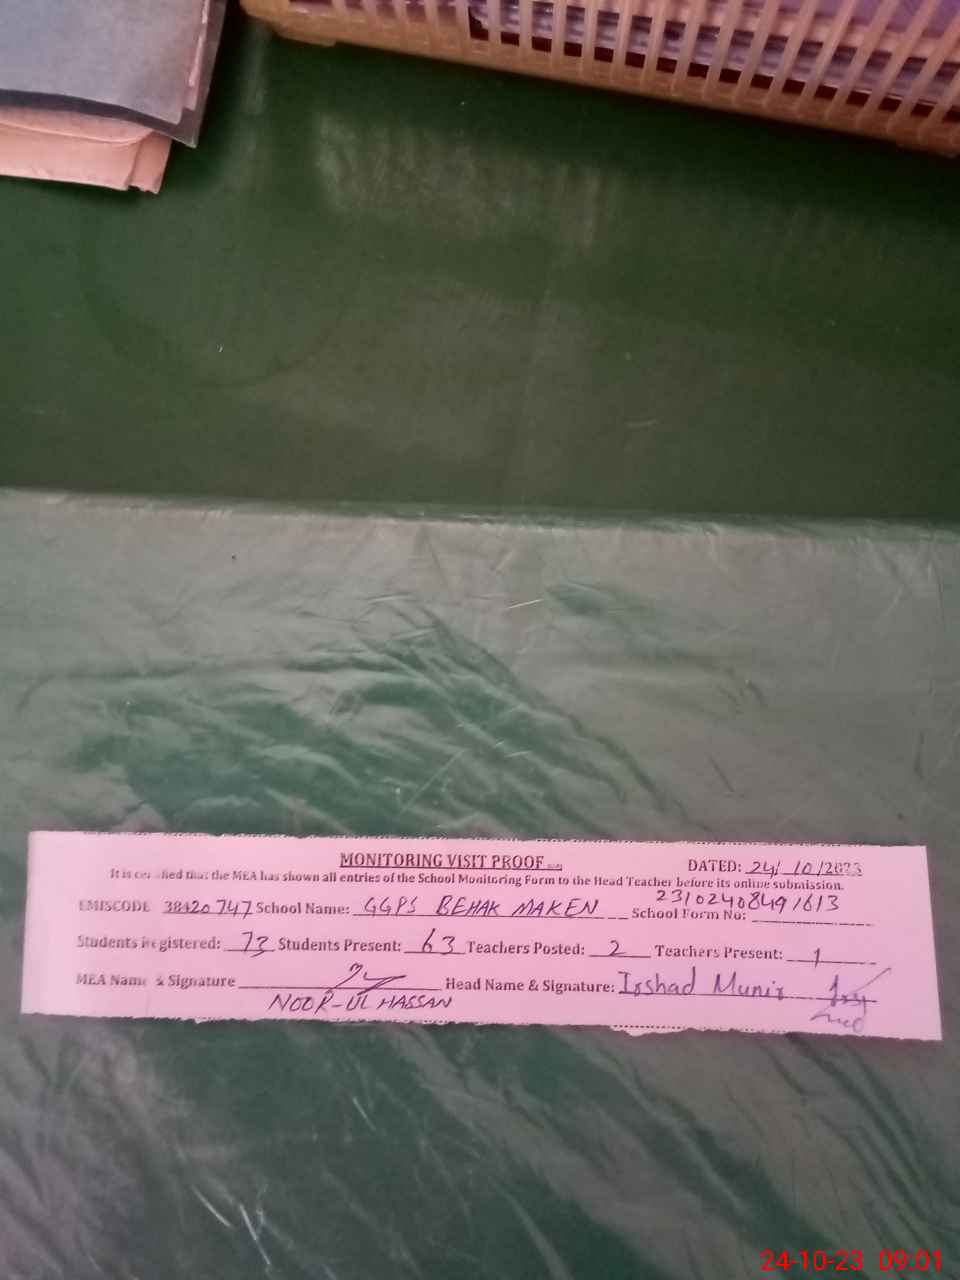 MONITORING VISIT PROOF
DATED: 24/ 10 /2023
It is certified that the MEA has shown all entries of the School Monitoring Form to the Head Teacher before its online submission.
EMISCODE 38420747 School Name: GGPS BEHAK MAKEN School Form No: 23102408491613
Students Registered: 73 Students Present: 63 Teachers Posted: 2 Teachers Present: 1
MEA Name & Signature Head Name & Signature: Irshad Munir
NOOR-UL HASSAN
24-10-23 09:01